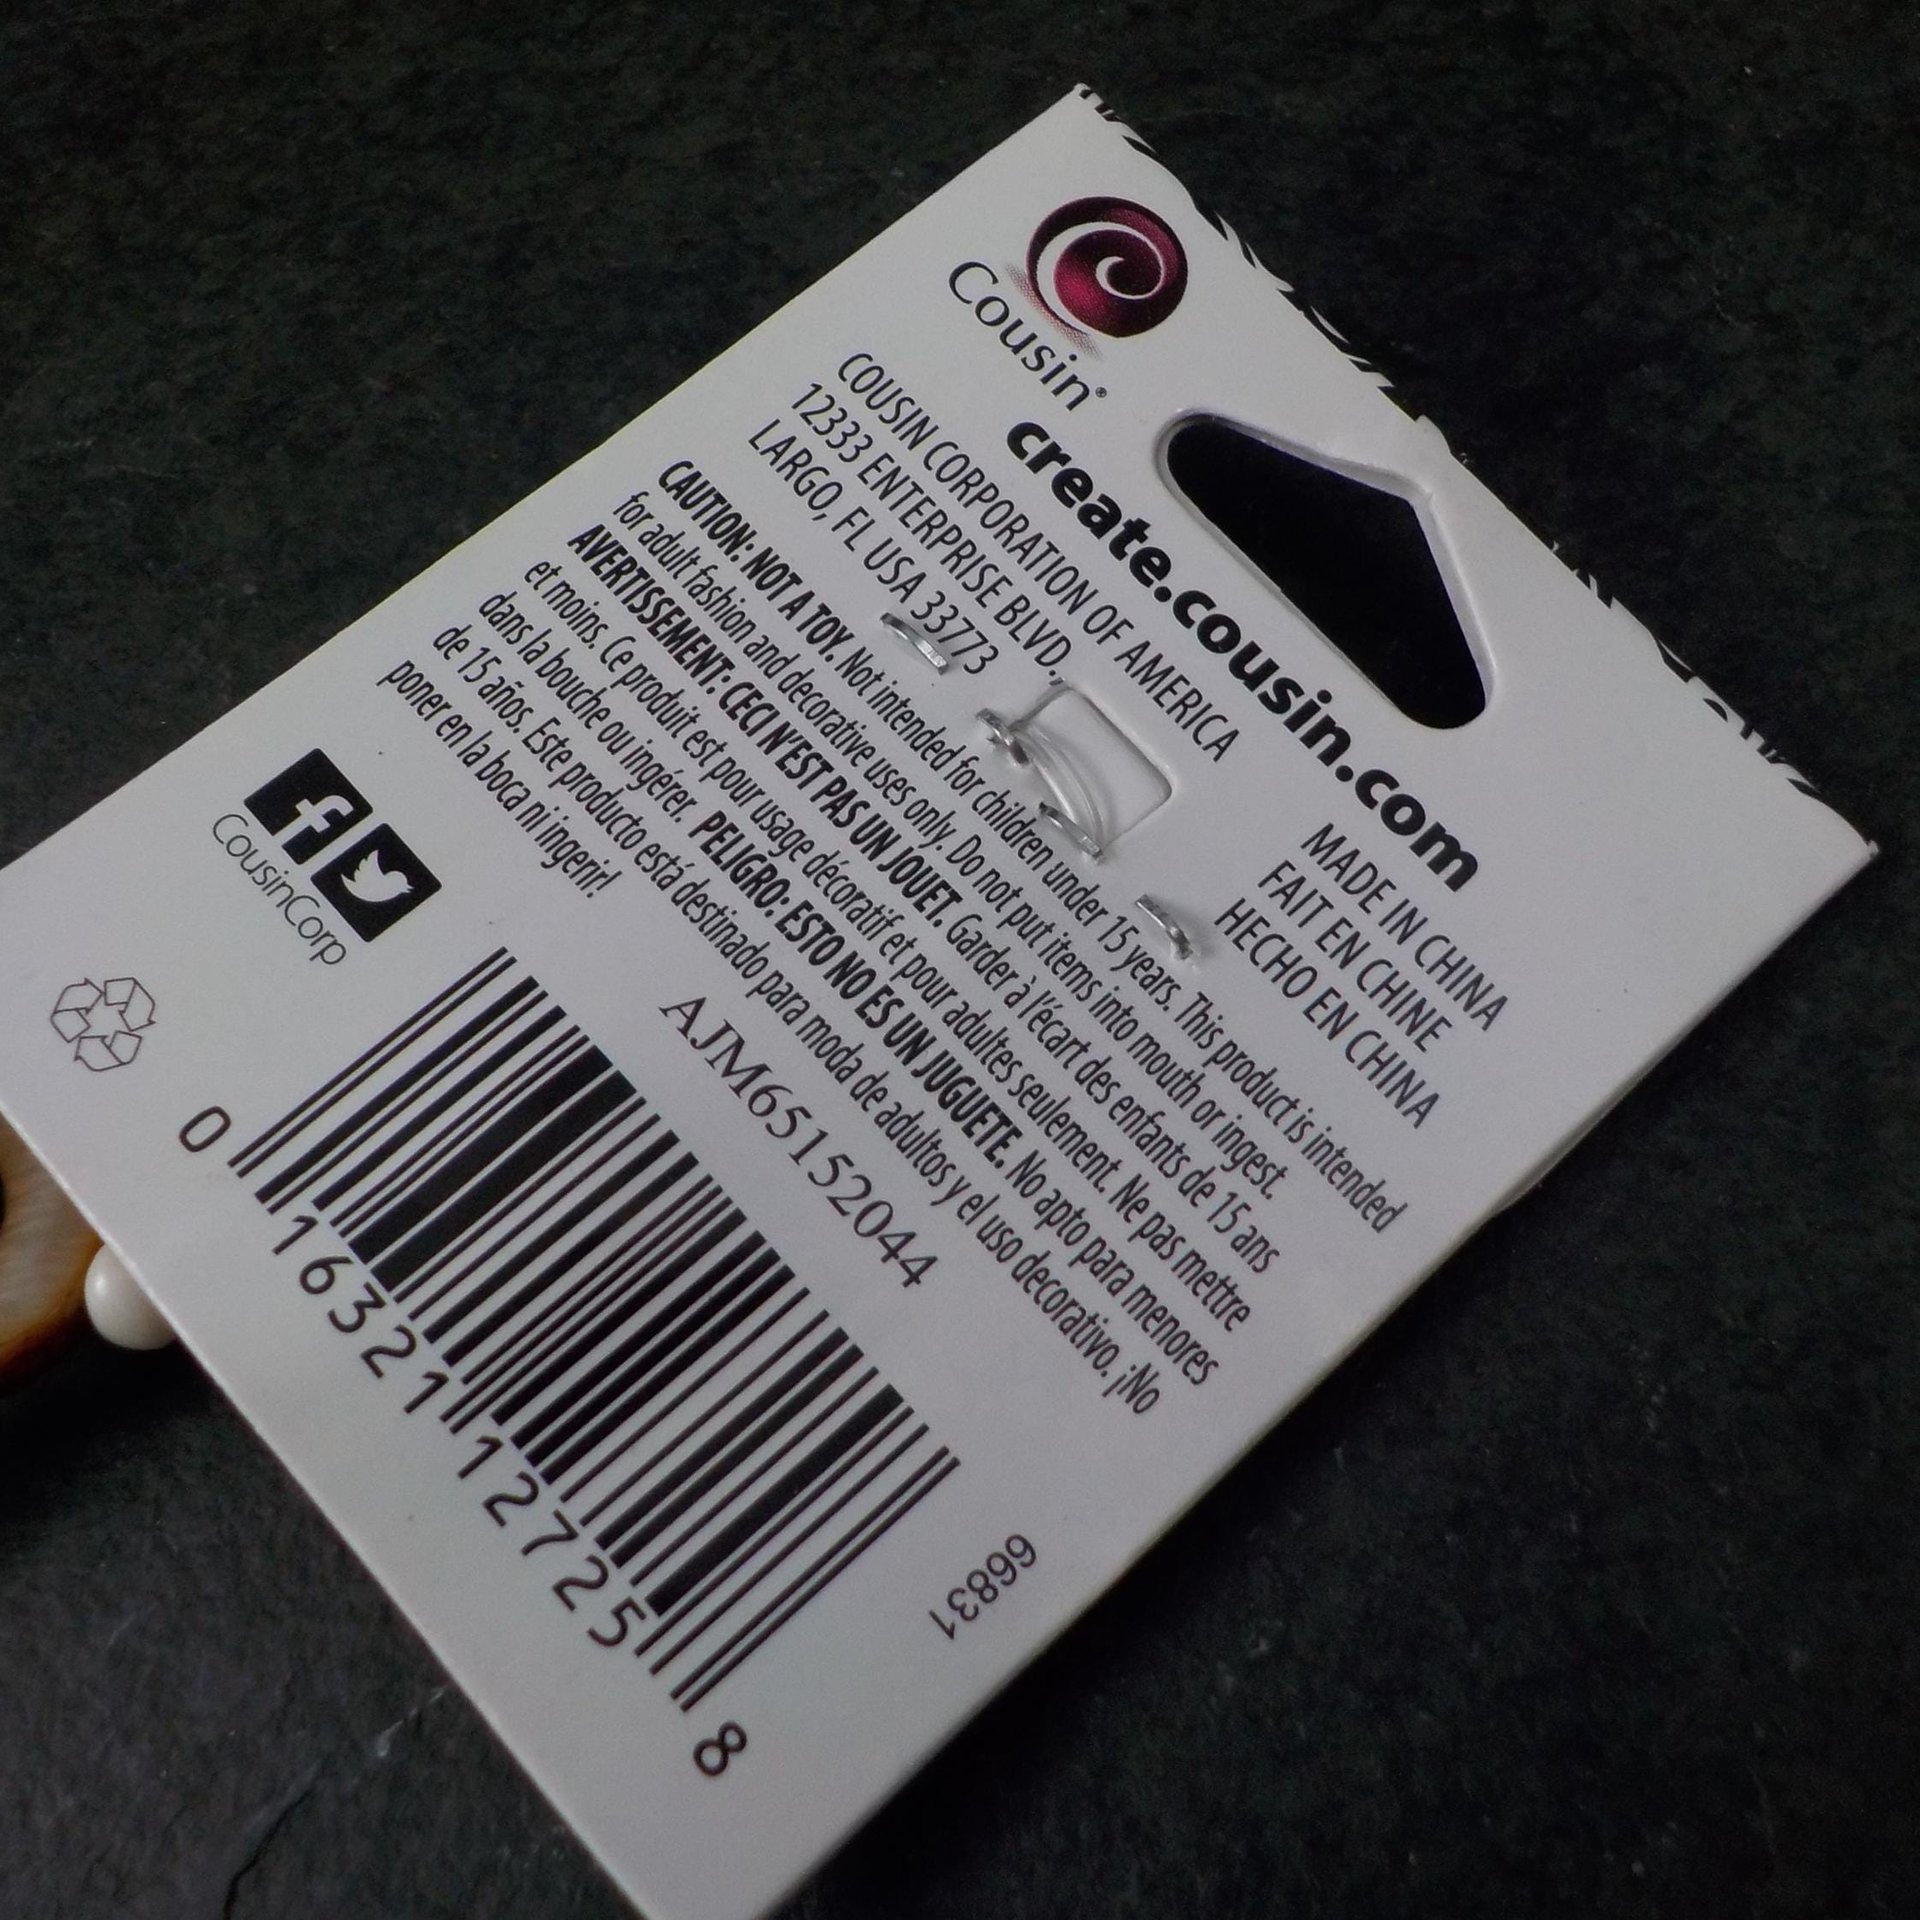 Cousin®
create.cousin.com
COUSIN CORPORATION OF AMERICA
12333 ENTERPRISE BLVD.,
LARGO, FL USA 33773
MADE IN CHINA
FAIT EN CHINE
HECHO EN CHINA
CAUTION: NOT A TOY. Not intended for children under 15 years. This product is intended
for adult fashion and decorative uses only. Do not put items into mouth or ingest.
AVERTISSEMENT: CECI N'EST PAS UN JOUET. Garder à l'écart des enfants de 15 ans
et moins. Ce produit est pour usage décoratif et pour adultes seulement. Ne pas mettre
dans la bouche ou ingérer. PELIGRO: ESTO NO ES UN JUGUETE. No apto para menores
de 15 años. Este producto está destinado para moda de adultos y el uso decorativo. ¡No
poner en la boca ni ingerir!
CousinCorp
AJM65152044
0 16321 12725 8
66831